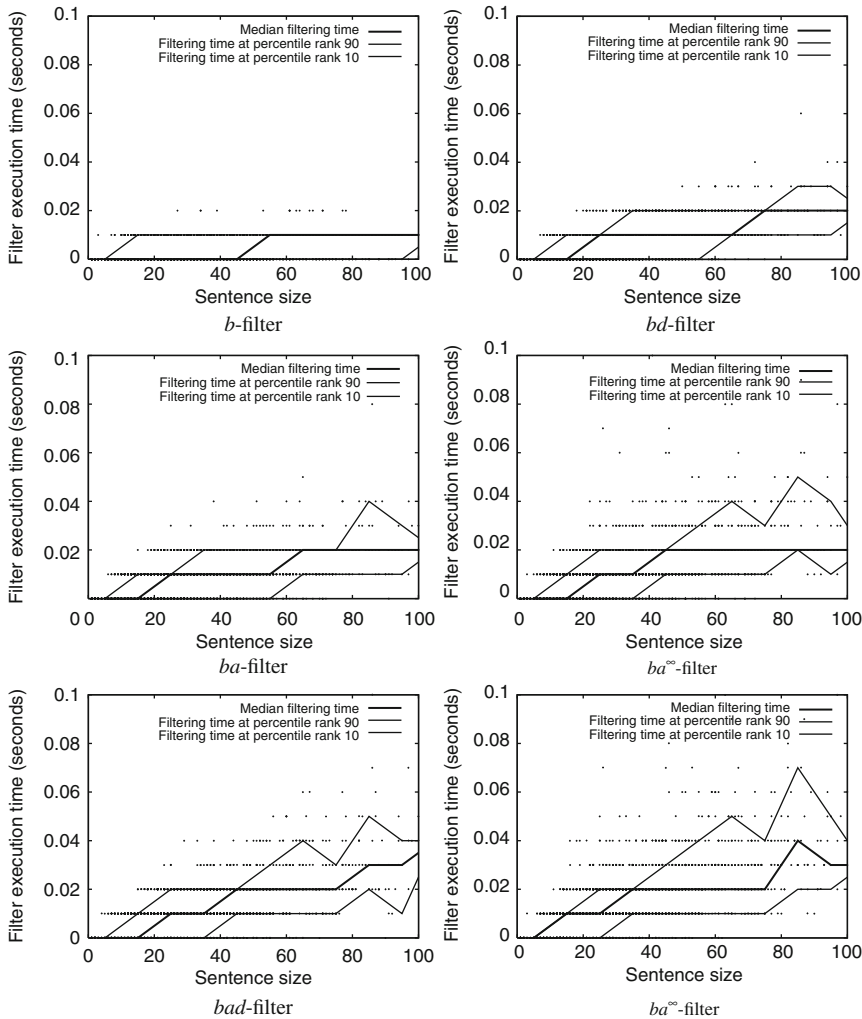 0.1
0.08
0.06
0.04
0.02
0
Filter execution time (seconds)
Median filtering time
Filtering time at percentile rank 90
Filtering time at percentile rank 10
0 20 40 60 80 100
Sentence size
b-filter
0.1
0.08
0.06
0.04
0.02
0
Filter execution time (seconds)
Median filtering time
Filtering time at percentile rank 90
Filtering time at percentile rank 10
0 20 40 60 80 100
Sentence size
bd-filter
0.1
0.08
0.06
0.04
0.02
0
Filter execution time (seconds)
Median filtering time
Filtering time at percentile rank 90
Filtering time at percentile rank 10
0 20 40 60 80 100
Sentence size
ba-filter
0.1
0.08
0.06
0.04
0.02
0
Filter execution time (seconds)
Median filtering time
Filtering time at percentile rank 90
Filtering time at percentile rank 10
0 20 40 60 80 100
Sentence size
ba∞-filter
0.1
0.08
0.06
0.04
0.02
0
Filter execution time (seconds)
Median filtering time
Filtering time at percentile rank 90
Filtering time at percentile rank 10
0 20 40 60 80 100
Sentence size
bad-filter
0.1
0.08
0.06
0.04
0.02
0
Filter execution time (seconds)
Median filtering time
Filtering time at percentile rank 90
Filtering time at percentile rank 10
0 20 40 60 80 100
Sentence size
ba∞-filter